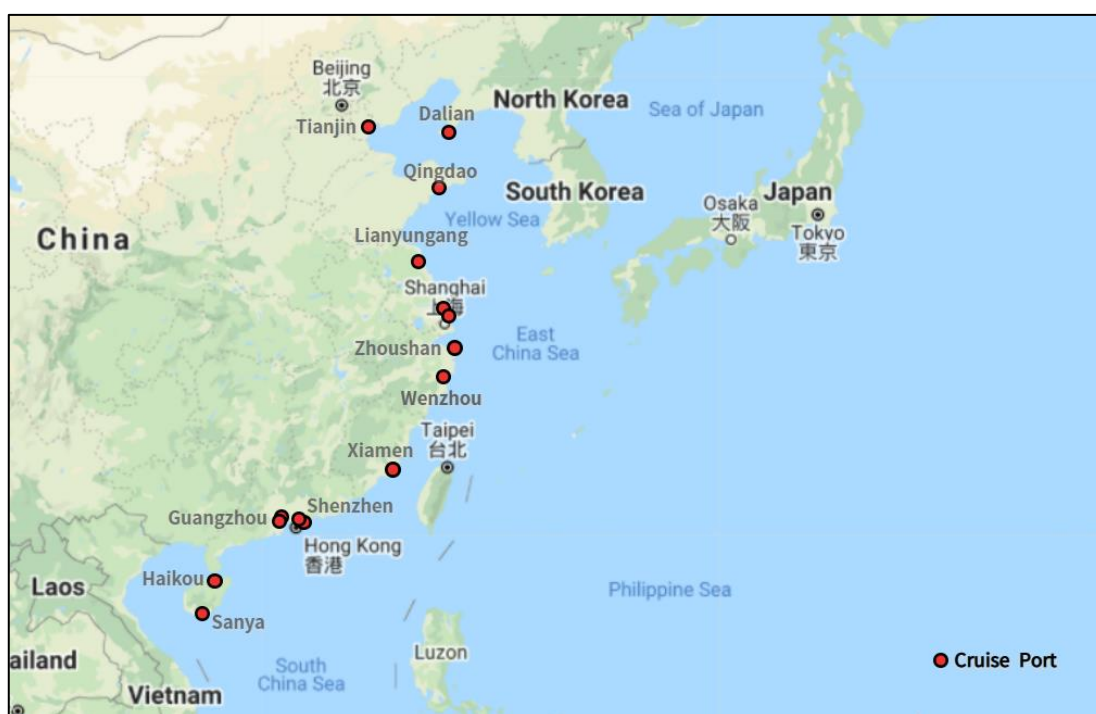 Beijing
北京
Dalian
North Korea
Sea of Japan
Tianjin
Qingdao
South Korea
Japan
Osaka
大阪
Yellow Sea
Tokyo
東京
China
Lianyungang
Shanghai
上海
East
China Sea
Zhoushan
Wenzhou
Taipei
台北
Xiamen
Shenzhen
Guangzhou
Hong Kong
香港
Haikou
Laos
Philippine Sea
Sanya
Luzon
ailand
South
China Sea
Cruise Port
Vietnam